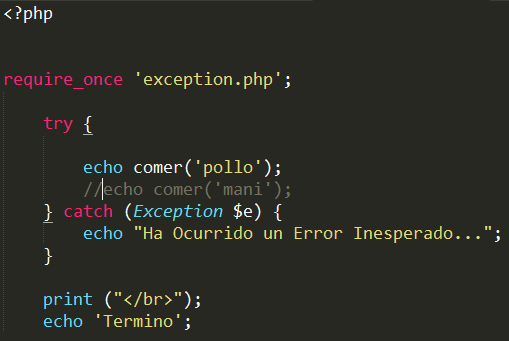 <?php
require_once 'exception.php';
try {
echo comer('pollo');
//echo comer('mani');
} catch (Exception $e) {
echo "Ha Ocurrido un Error Inesperado...";
}
print ("</br>");
echo 'Termino';